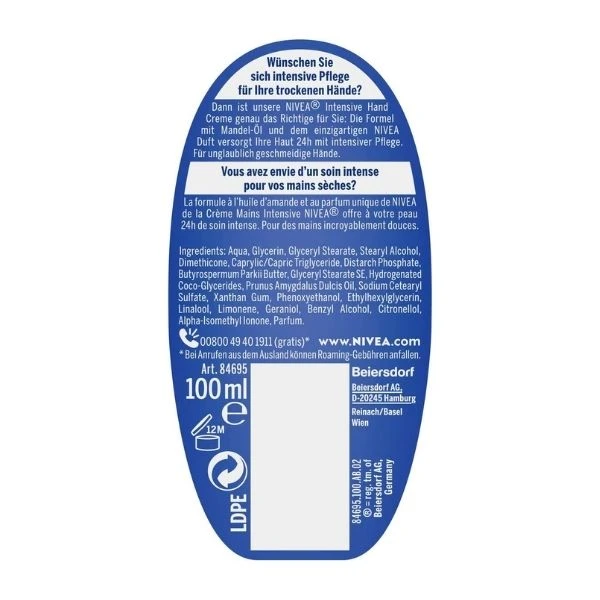 Wünschen Sie
sich intensive Pflege
für Ihre trockenen Hände?
Dann ist unsere NIVEA® Intensive Hand
Creme genau das Richtige für Sie: Die Formel
mit Mandel-Öl und dem einzigartigen NIVEA
Duft versorgt Ihre Haut 24h mit intensiver Pflege.
Für unglaublich geschmeidige Hände.
Vous avez envie d'un soin intense
pour vos mains sèches?
La formule à l'huile d'amande et au parfum unique de NIVEA
de la Crème Mains Intensive NIVEA® offre à votre peau
24h de soin intense. Pour des mains incroyablement douces.
Ingredients: Aqua, Glycerin, Glyceryl Stearate, Stearyl Alcohol,
Dimethicone, Caprylic/Capric Triglyceride, Distarch Phosphate,
Butyrospermum Parkii Butter, Glyceryl Stearate SE, Hydrogenated
Coco-Glycerides, Prunus Amygdalus Dulcis Oil, Sodium Cetearyl
Sulfate, Xanthan Gum, Phenoxyethanol, Ethylhexylglycerin,
Linalool, Limonene, Geraniol, Benzyl Alcohol, Citronellol,
Alpha-Isomethyl Ionone, Parfum.
00800 49 40 1911 (gratis)* www.NIVEA.com
* Bei Anrufen aus dem Ausland können Roaming-Gebühren anfallen.
Art. 84695
100 ml
e
12M
LDPE
Beiersdorf
Beiersdorf AG,
D-20245 Hamburg
Reinach/Basel
Wien
84695.100.AB.02
® = reg. tm. of
Beiersdorf AG,
Germany